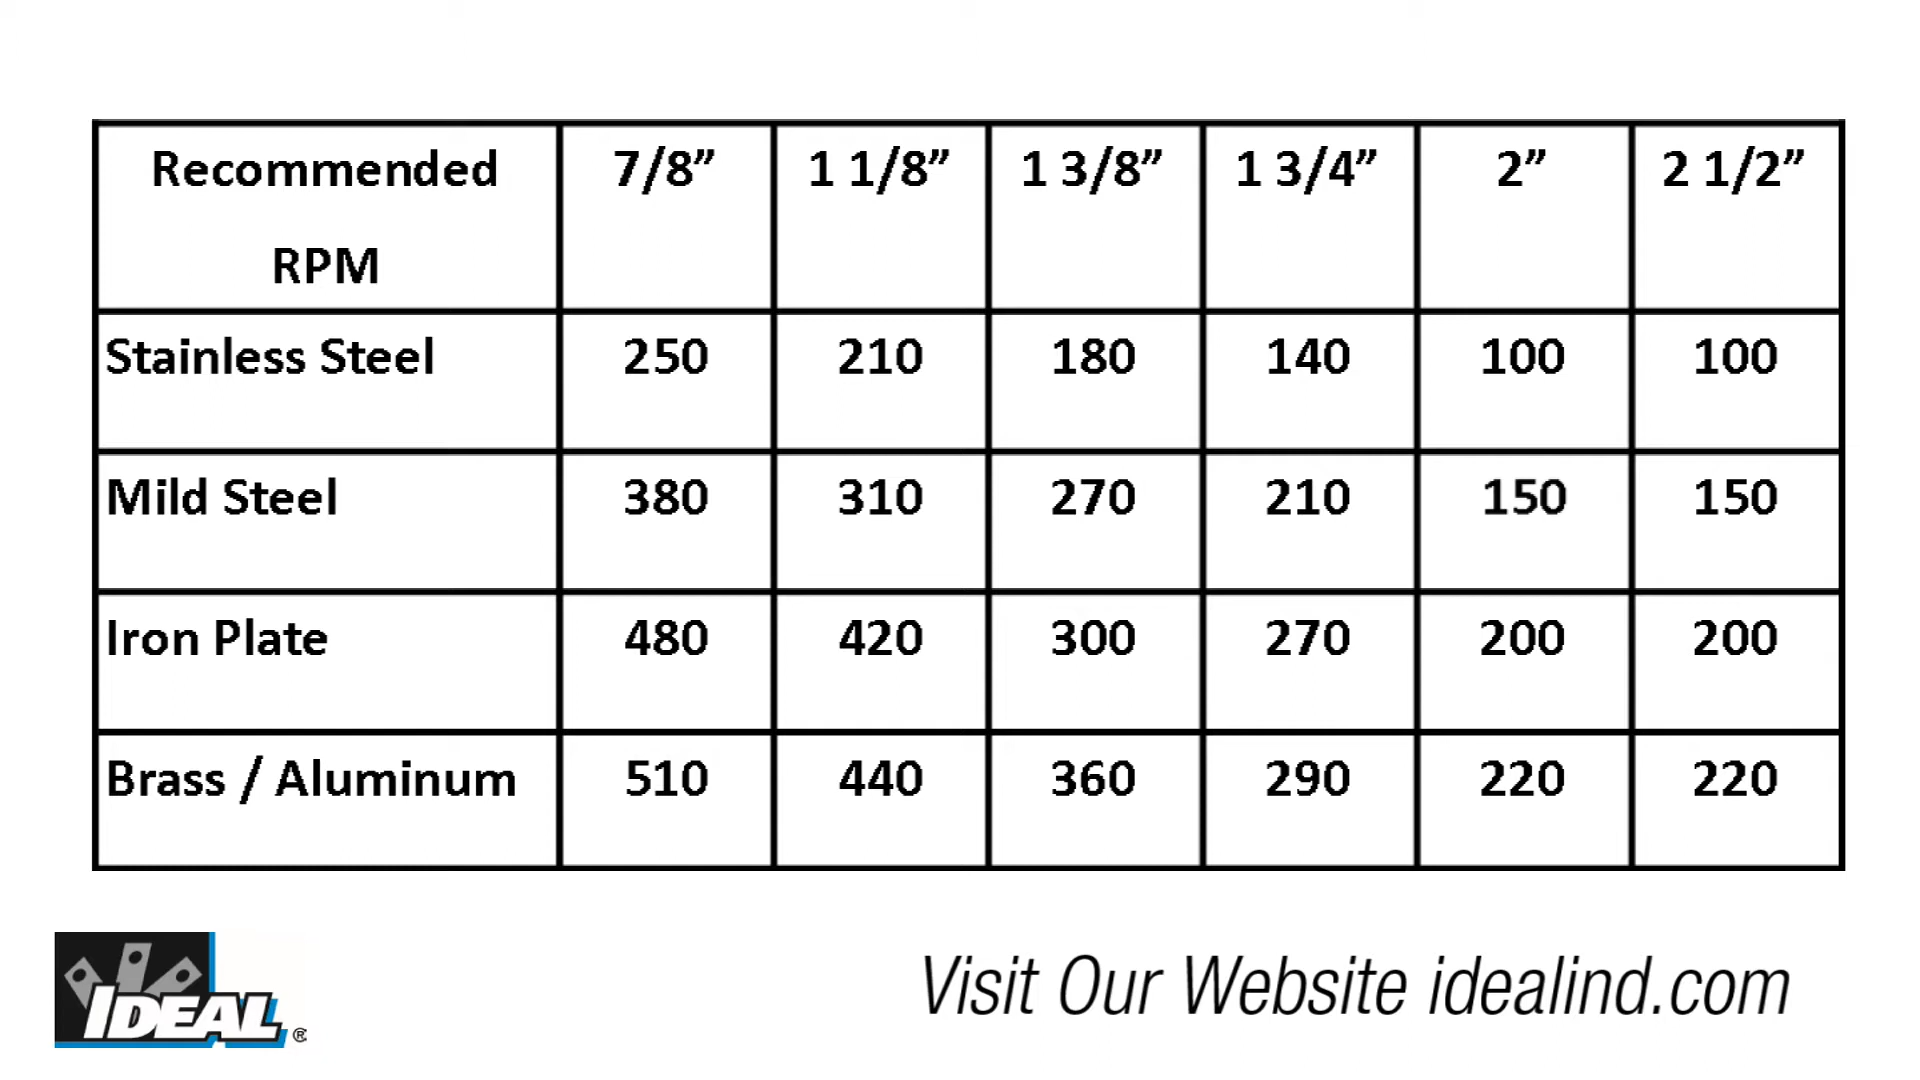 Recommended RPM 7/8” 1 1/8” 1 3/8” 1 3/4” 2” 2 1/2”
Stainless Steel 250 210 180 140 100 100
Mild Steel 380 310 270 210 150 150
Iron Plate 480 420 300 270 200 200
Brass / Aluminum 510 440 360 290 220 220
IDEAL®
Visit Our Website idealind.com